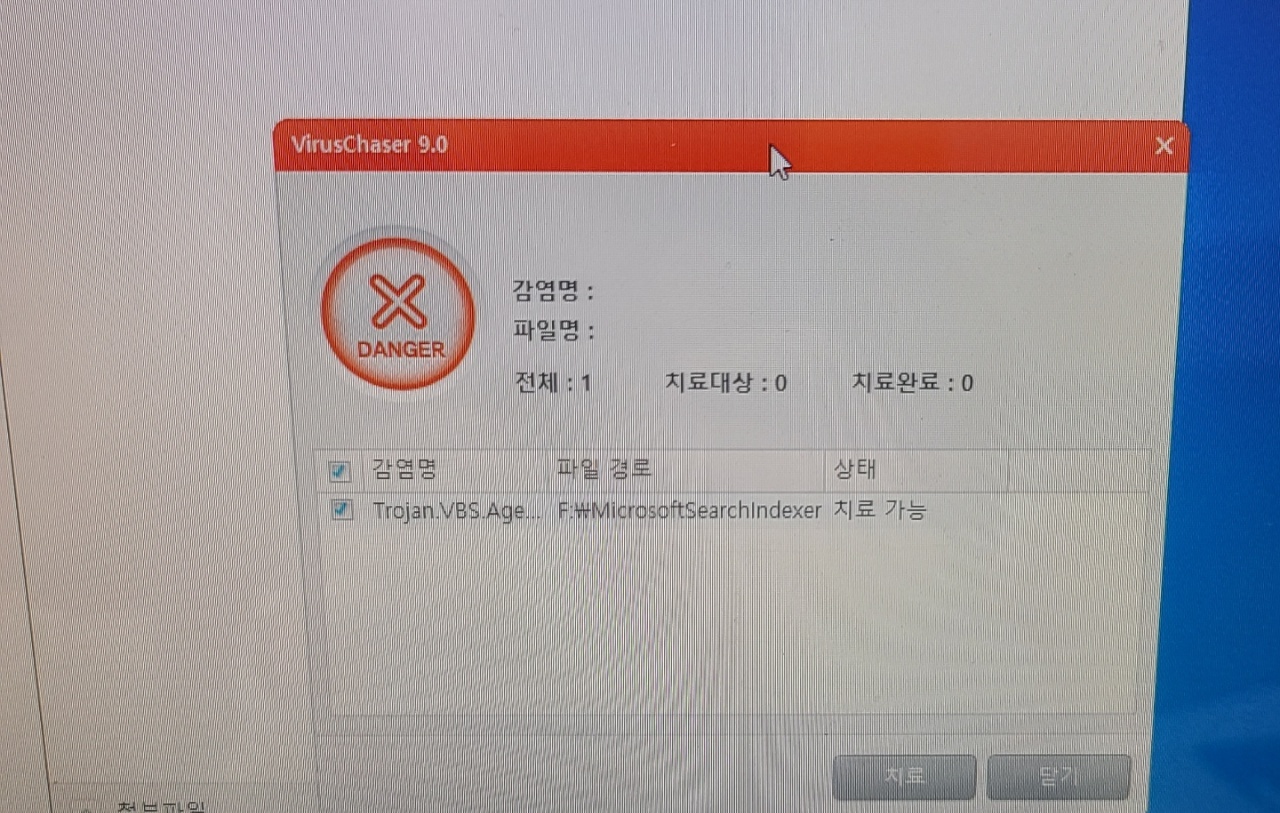 VirusChaser 9.0
DANGER
감염명 :
파일명 :
전체 : 1 치료대상 : 0 치료완료 : 0
감염명 파일 경로 상태
Trojan.VBS.Age... F:₩MicrosoftSearchIndexer 치료 가능
치료 닫기
첨부파일